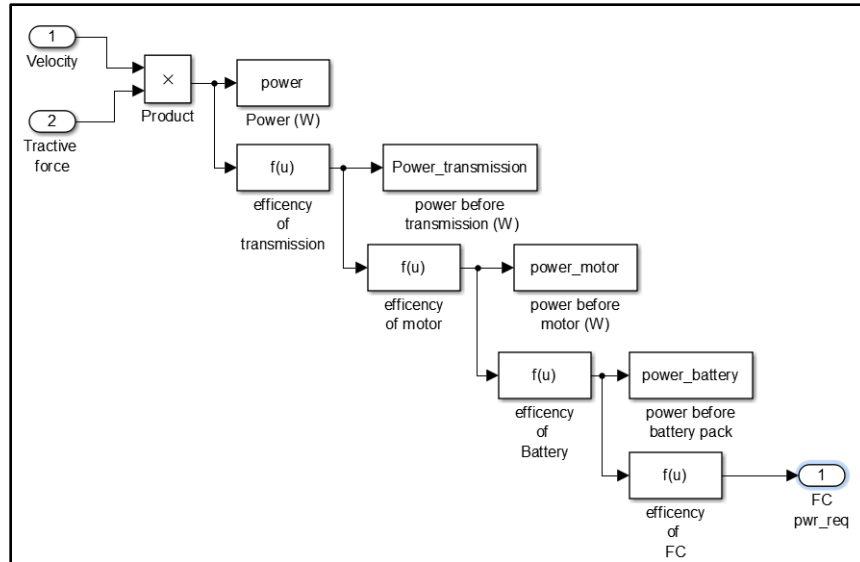 1
Velocity
2
Tractive
force
×
Product
power
Power (W)
f(u)
efficency
of
transmission
Power_transmission
power before
transmission (W)
f(u)
efficency
of motor
power_motor
power before
motor (W)
f(u)
efficency
of
Battery
power_battery
power before
battery pack
f(u)
efficency
of
FC
1
FC
pwr_req